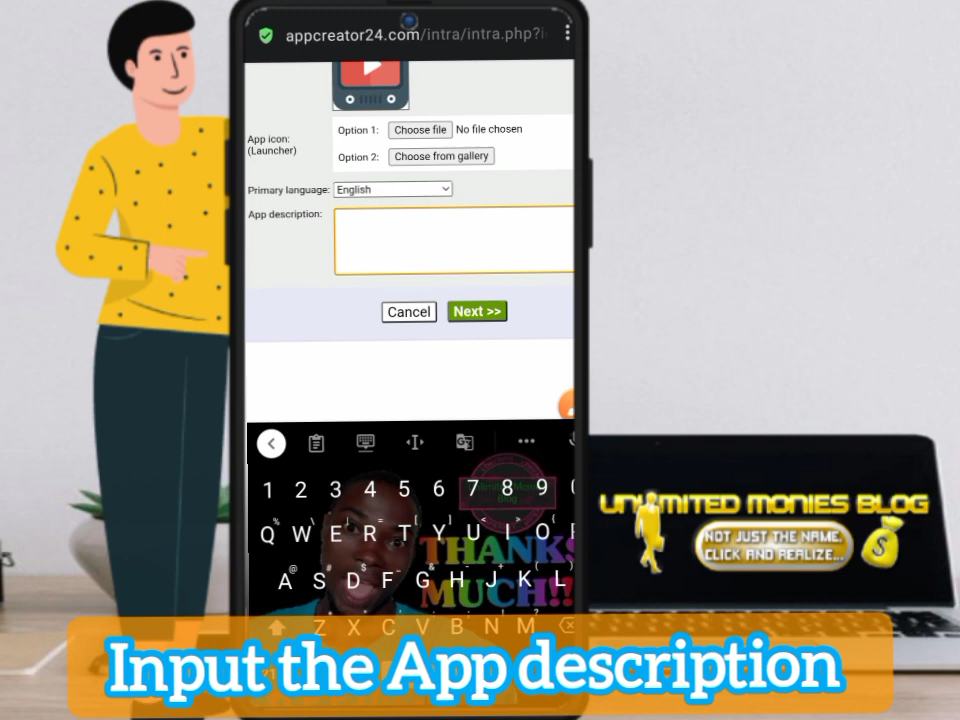 appcreator24.com/intra/intra.php?i
App icon:
(Launcher)
Option 1: Choose file No file chosen
Option 2: Choose from gallery
Primary language: English
App description:
Cancel Next >>
1 2 3 4 5 6 7 8 9
Q W E R T Y U I O
THANKS
A S D F G H J K L
MUCH!!
Z X C V B N M
UNLIMITED MONIES BLOG
NOT JUST THE NAME,
CLICK AND REALIZE...
$
Input the App description